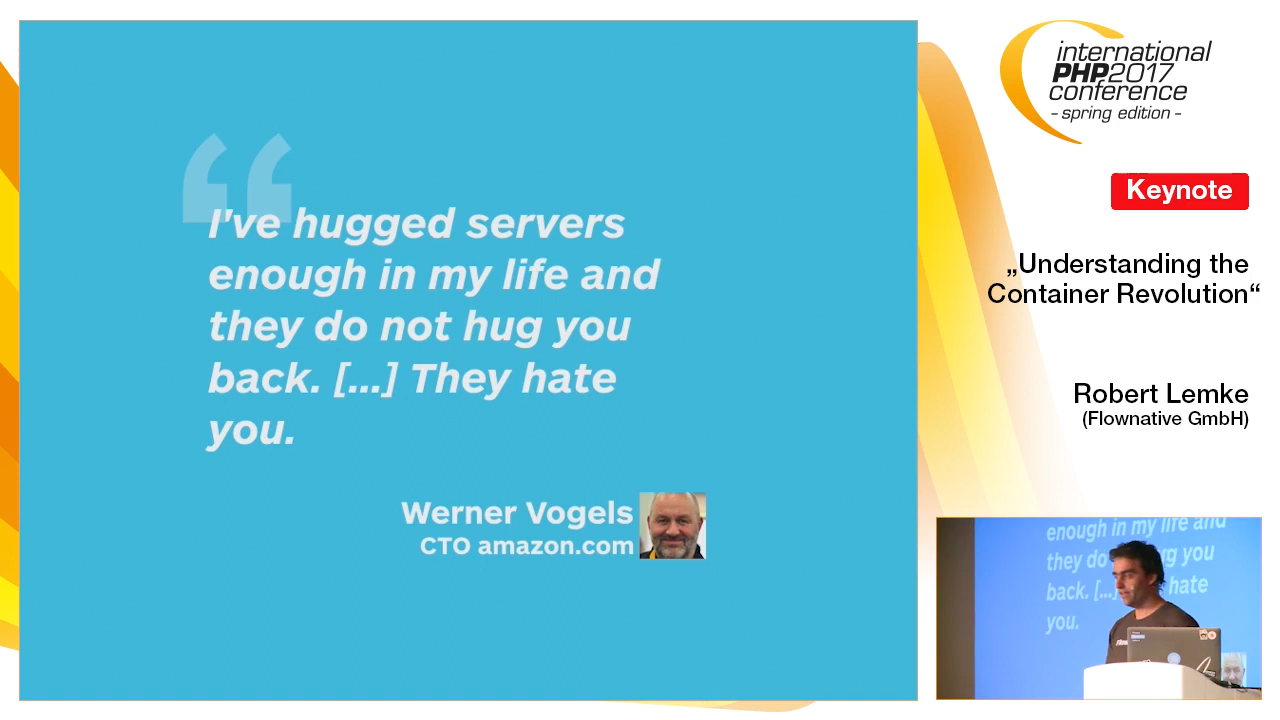 I've hugged servers
enough in my life and
they do not hug you
back. [...] They hate
you.
Werner Vogels
CTO amazon.com
international
PHP2017
conference
- spring edition -
Keynote
„Understanding the
Container Revolution“
Robert Lemke
(Flownative GmbH)
enough in my life and
they do you
back. [... hate
you.